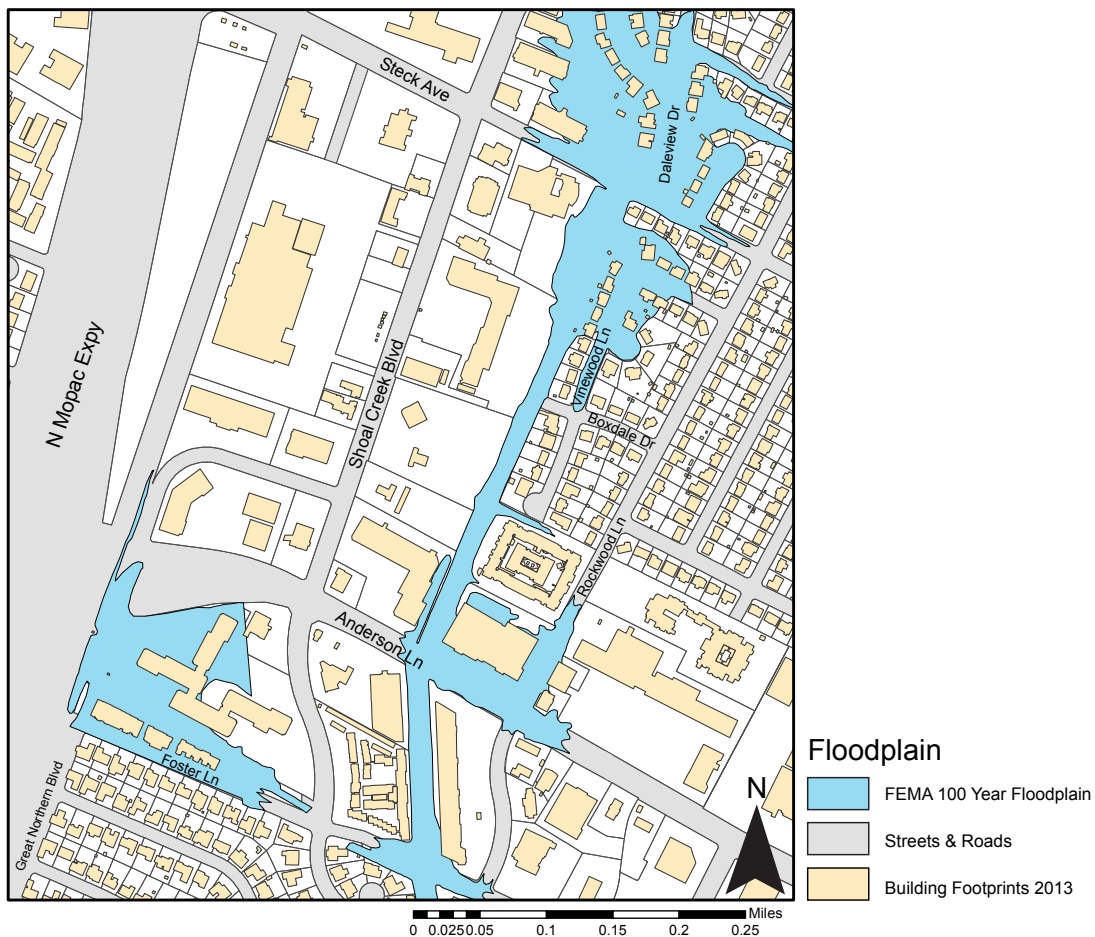 Steck Ave
Daleview Dr
N Mopac Expy
Shoal Creek Blvd
Vinewood Ln
Boxdale Dr
Rockwood Ln
Anderson Ln
Foster Ln
Great Northern Blvd
N
Floodplain
FEMA 100 Year Floodplain
Streets & Roads
Building Footprints 2013
Miles
0 0.025 0.05 0.1 0.15 0.2 0.25